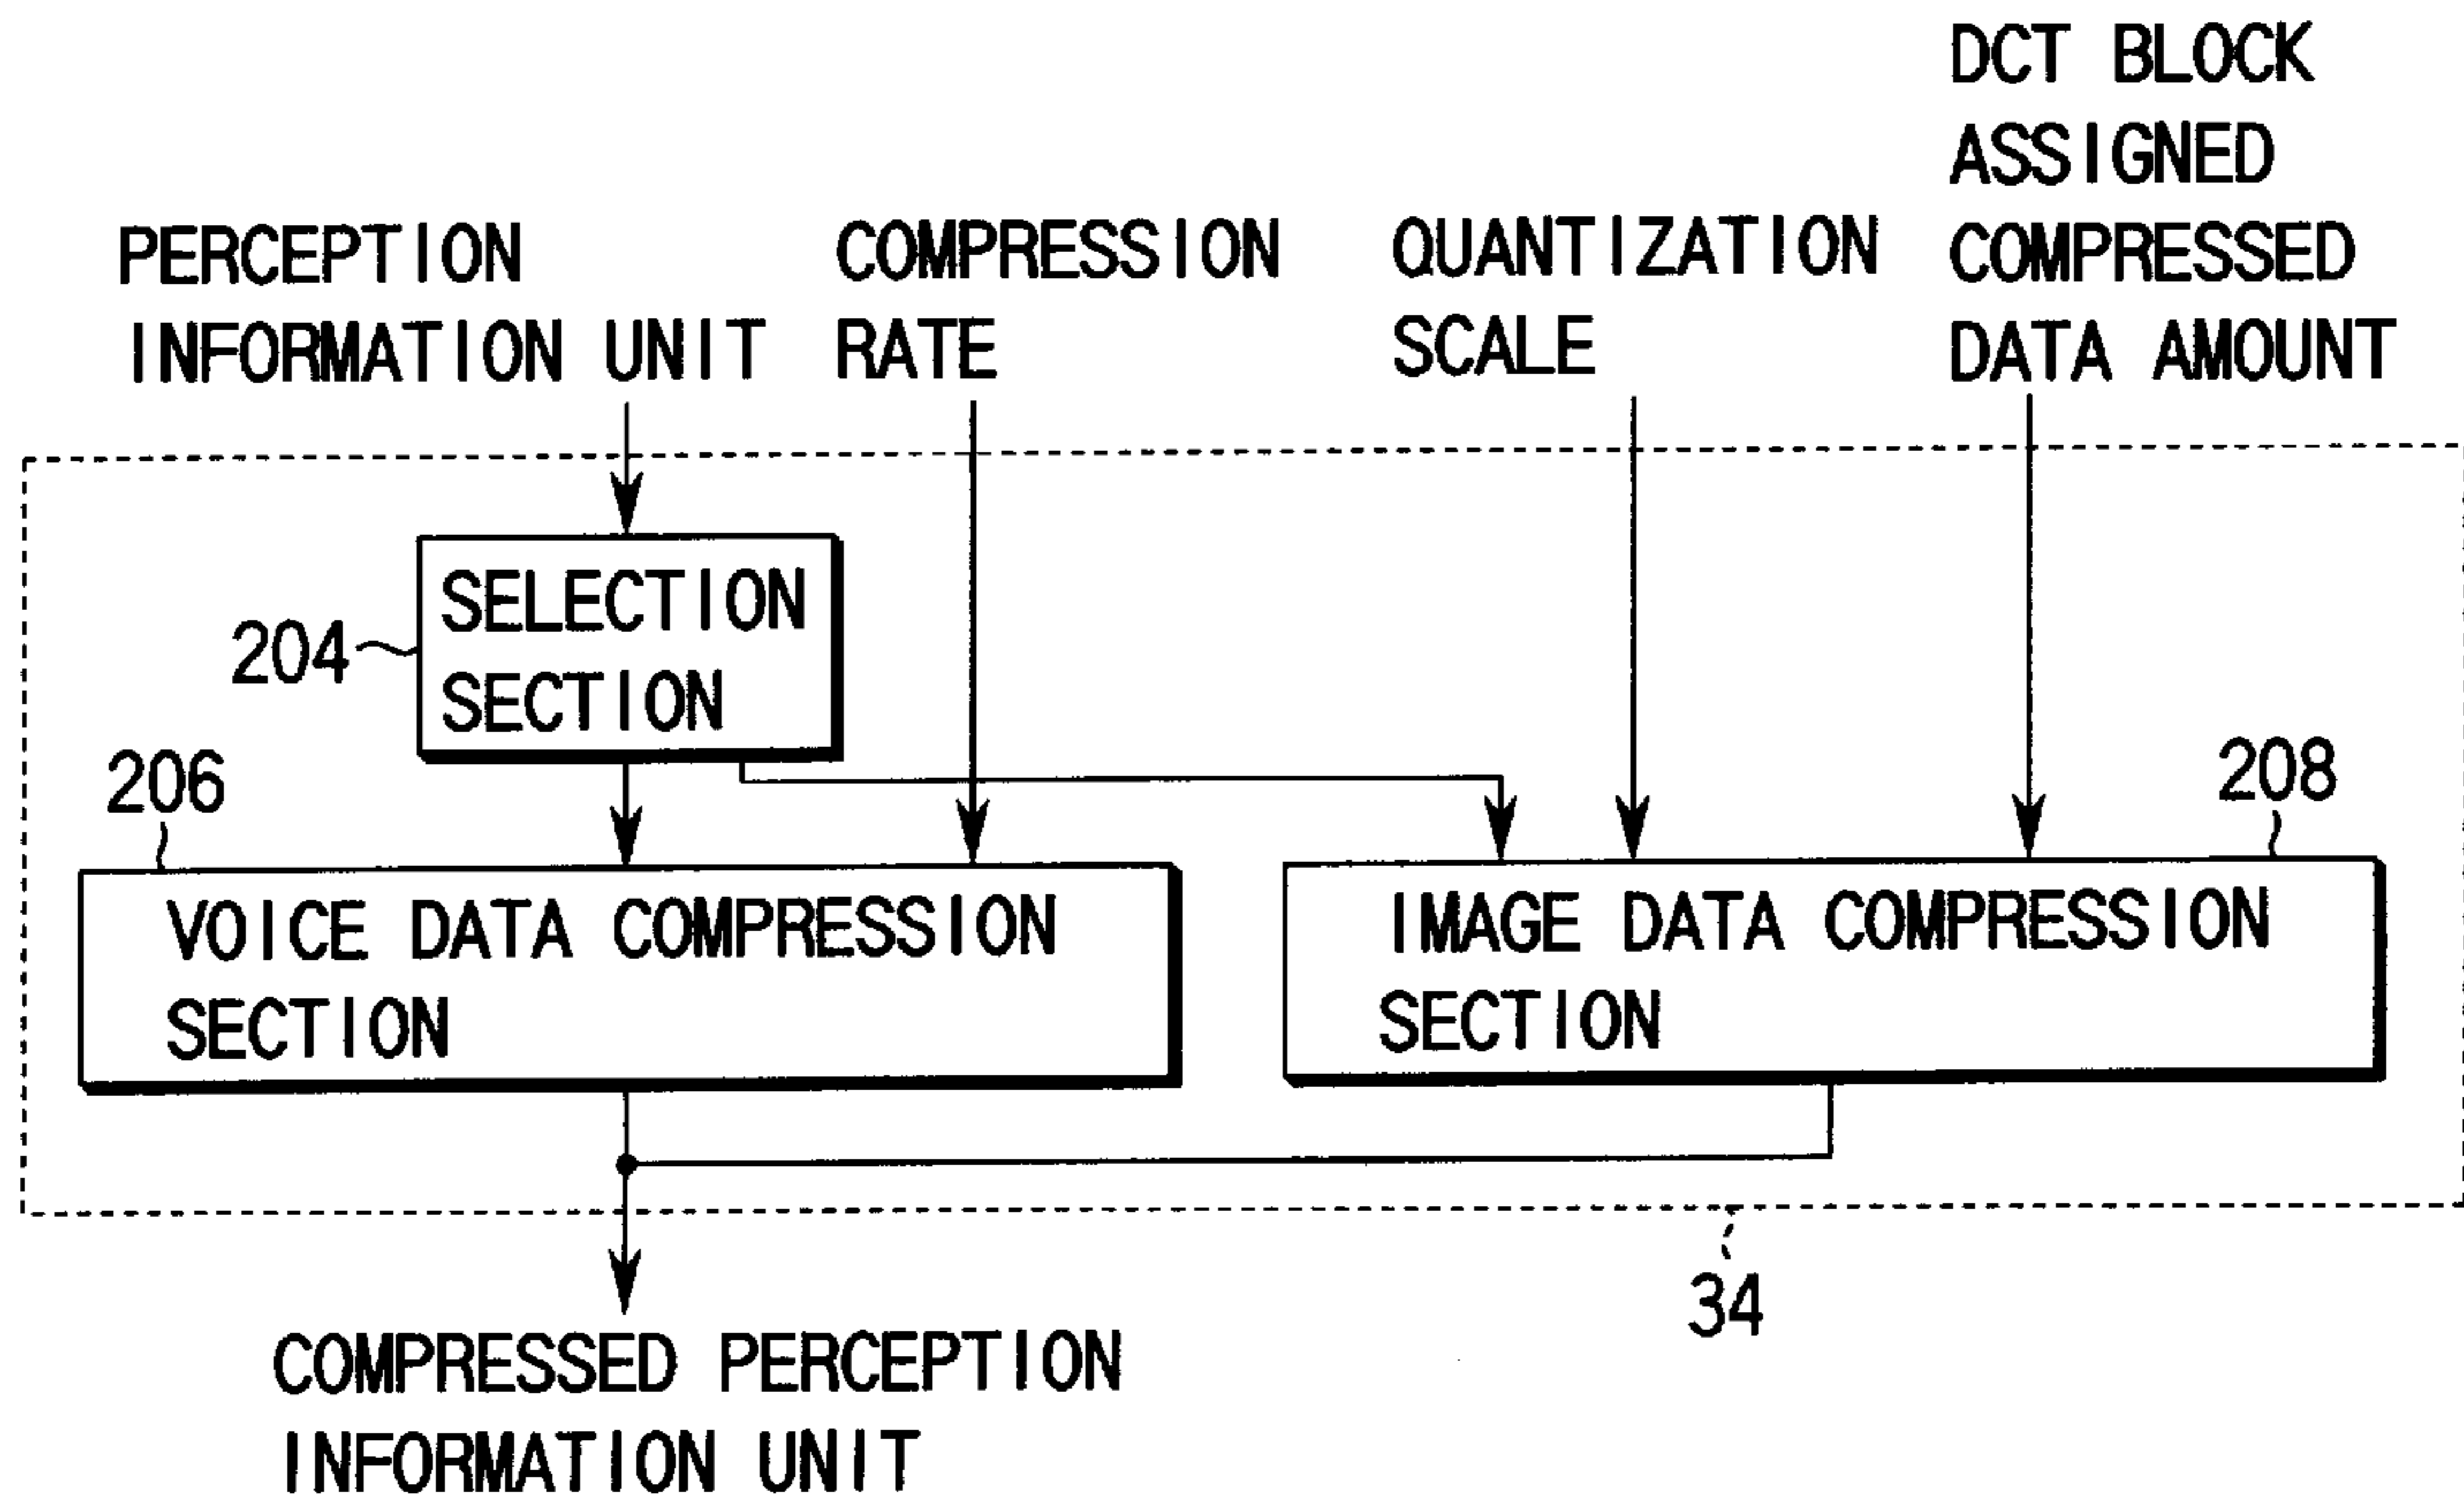 PERCEPTION
INFORMATION UNIT
COMPRESSION
RATE
QUANTIZATION
SCALE
DCT BLOCK
ASSIGNED
COMPRESSED
DATA AMOUNT
SELECTION
SECTION
204
206
208
VOICE DATA COMPRESSION
SECTION
IMAGE DATA COMPRESSION
SECTION
34
COMPRESSED PERCEPTION
INFORMATION UNIT